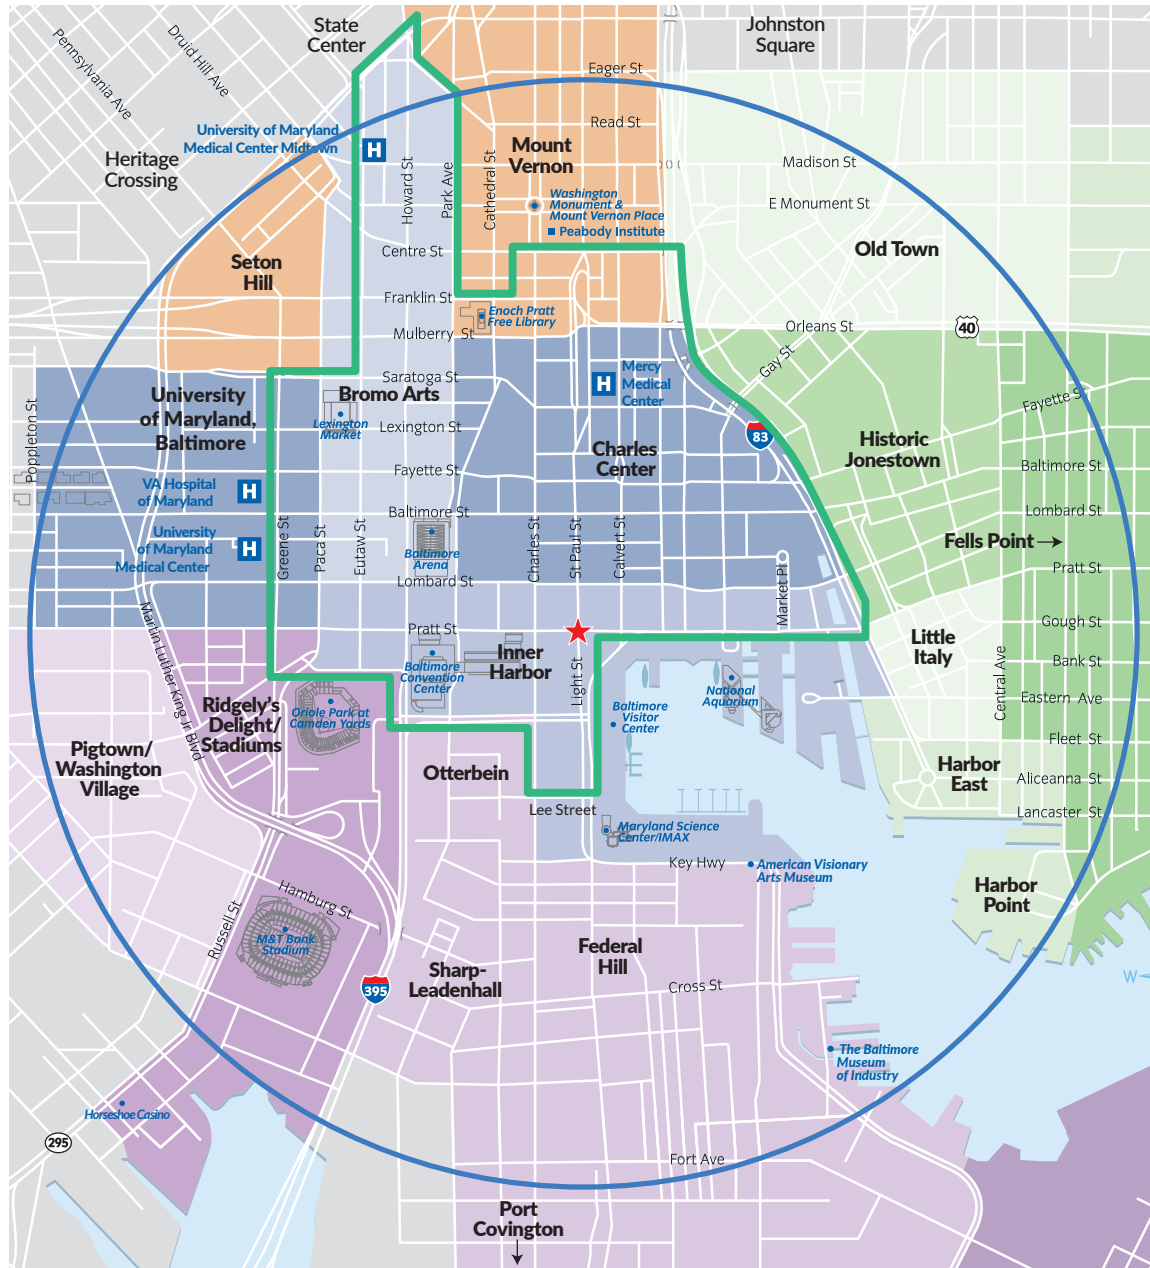 State
Center
Johnston
Square
Pennsylvania Ave
Druid Hill Ave
Eager St
Read St
University of Maryland
Medical Center Midtown
H
Mount
Vernon
Heritage
Crossing
Howard St
Park Ave
Cathedral St
Madison St
Washington
Monument &
Mount Vernon Place
Peabody Institute
E Monument St
Old Town
Centre St
Seton
Hill
Franklin St
Enoch Pratt
Free Library
Mulberry St
Orleans St
40
Gay St
Saratoga St
Mercy
Medical
Center
H
University
of Maryland,
Baltimore
Bromo Arts
Lexington
Market
Lexington St
Fayette St
Poppleton St
Charles
Center
83
Historic
Jonestown
Fayette St
Baltimore St
VA Hospital
of Maryland
H
Baltimore St
Lombard St
University
of Maryland
Medical Center
H
Greene St
Paca St
Eutaw St
Baltimore
Arena
Charles St
St Paul St
Calvert St
Market Pl
Fells Point
Lombard St
Pratt St
Martin Luther King Jr Blvd
Pratt St
Gough St
Inner
Harbor
Baltimore
Convention
Center
Light St
Little
Italy
Central Ave
Bank St
National
Aquarium
Eastern Ave
Ridgely's
Delight/
Stadiums
Oriole Park at
Camden Yards
Baltimore
Visitor
Center
Fleet St
Pigtown/
Washington
Village
Otterbein
Harbor
East
Aliceanna St
Lee Street
Lancaster St
Maryland Science
Center/IMAX
Key Hwy
American Visionary
Arts Museum
Harbor
Point
Hamburg St
Russell St
M&T Bank
Stadium
Federal
Hill
Sharp-
Leadenhall
395
Cross St
W
The Baltimore
Museum
of Industry
Horseshoe Casino
295
Fort Ave
Port
Covington